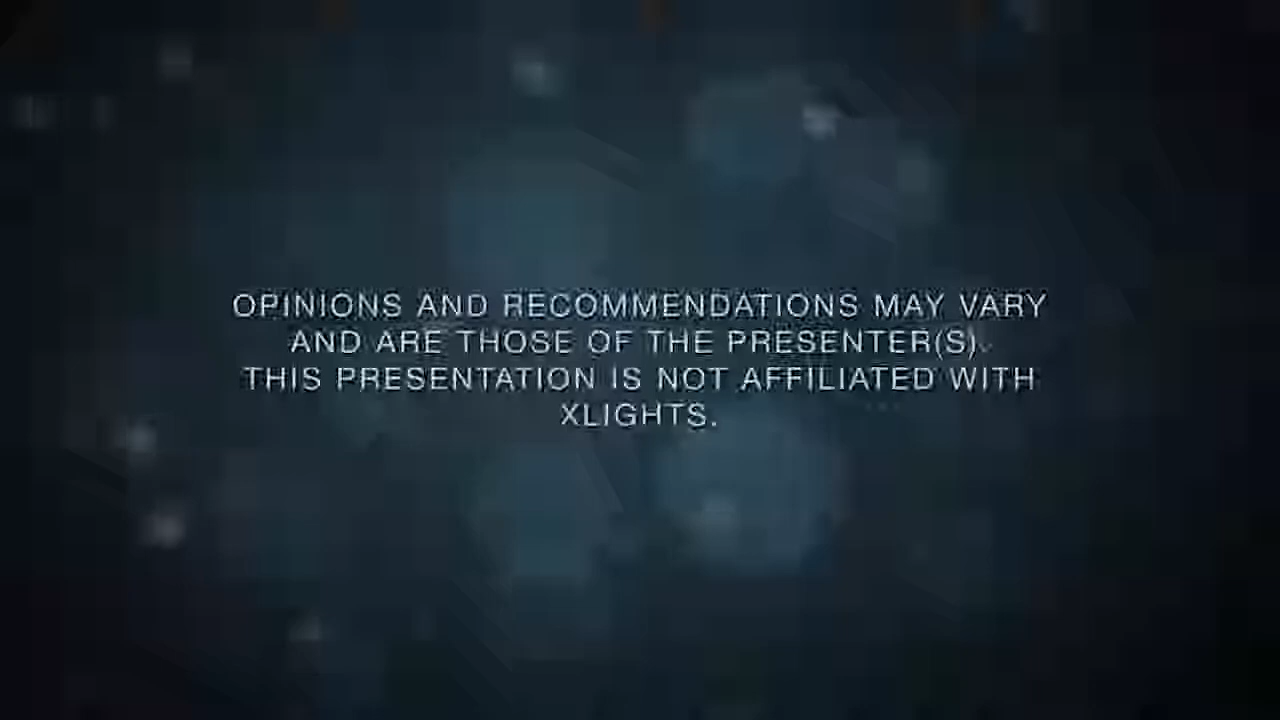 OPINIONS AND RECOMMENDATIONS MAY VARY
AND ARE THOSE OF THE PRESENTER(S).
THIS PRESENTATION IS NOT AFFILIATED WITH
XLIGHTS.